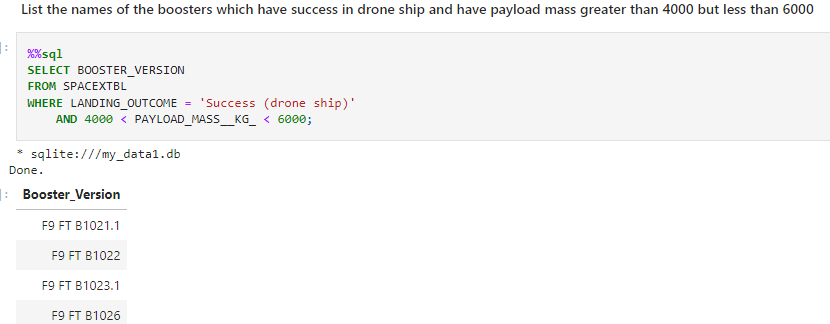 List the names of the boosters which have success in drone ship and have payload mass greater than 4000 but less than 6000
]:
%%sql
SELECT BOOSTER_VERSION
FROM SPACEXTBL
WHERE LANDING_OUTCOME = 'Success (drone ship)'
    AND 4000 < PAYLOAD_MASS__KG_ < 6000;
* sqlite:///my_data1.db
Done.
]:
Booster_Version
F9 FT B1021.1
F9 FT B1022
F9 FT B1023.1
F9 FT B1026